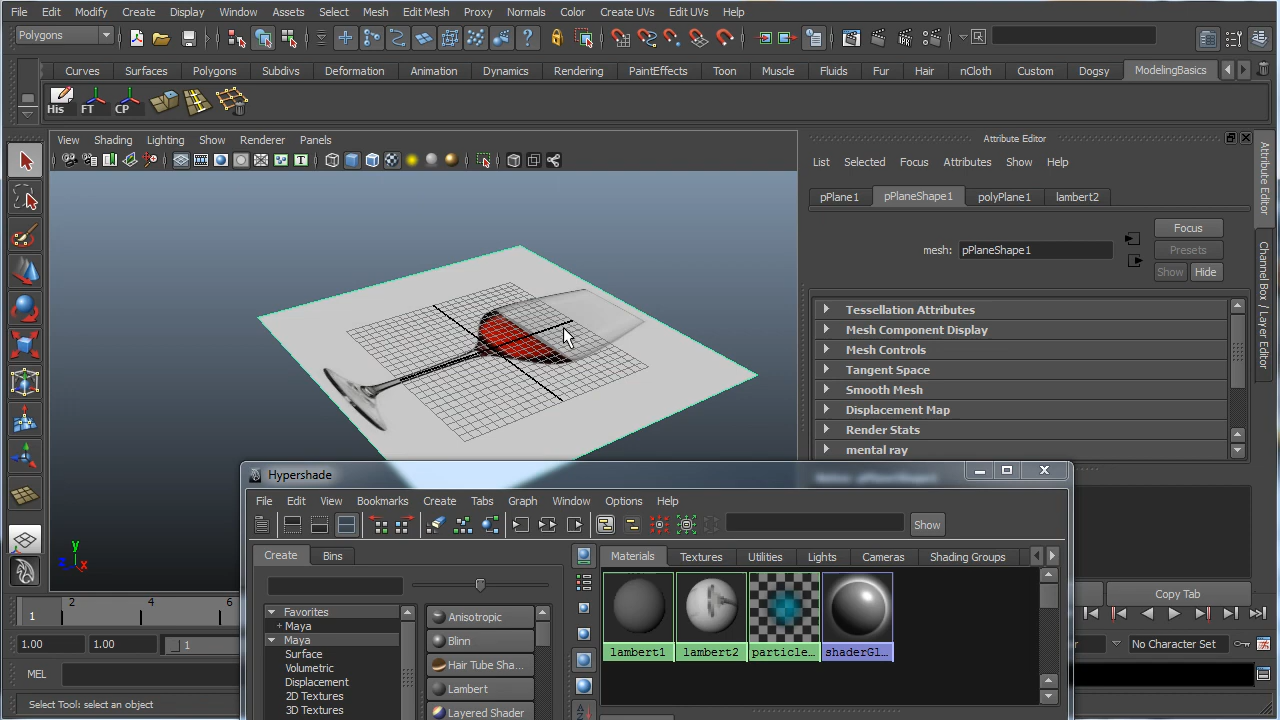 File Edit Modify Create Display Window Assets Select Mesh Edit Mesh Proxy Normals Color Create UVs Edit UVs Help
Polygons
Curves Surfaces Polygons Subdivs Deformation Animation Dynamics Rendering PaintEffects Toon Muscle Fluids Fur Hair nCloth Custom Dogsy ModelingBasics
His FT CP
View Shading Lighting Show Renderer Panels
Attribute Editor
List Selected Focus Attributes Show Help
pPlane1 pPlaneShape1 polyPlane1 lambert2
Focus
mesh: pPlaneShape1
Presets
Show Hide
Tessellation Attributes
Mesh Component Display
Mesh Controls
Tangent Space
Smooth Mesh
Displacement Map
Render Stats
mental ray
Attribute Editor
Channel Box / Layer Editor
y
z x
Hypershade
File Edit View Bookmarks Create Tabs Graph Window Options Help
Show
Create Bins
Materials Textures Utilities Lights Cameras Shading Groups
Favorites
+ Maya
Maya
Surface
Volumetric
Displacement
2D Textures
3D Textures
Anisotropic
Blinn
Hair Tube Sha...
Lambert
Layered Shader
lambert1 lambert2 particle... shaderGl...
Copy Tab
1 2 4 6
1.00 1.00 1
No Character Set
MEL
Select Tool: select an object